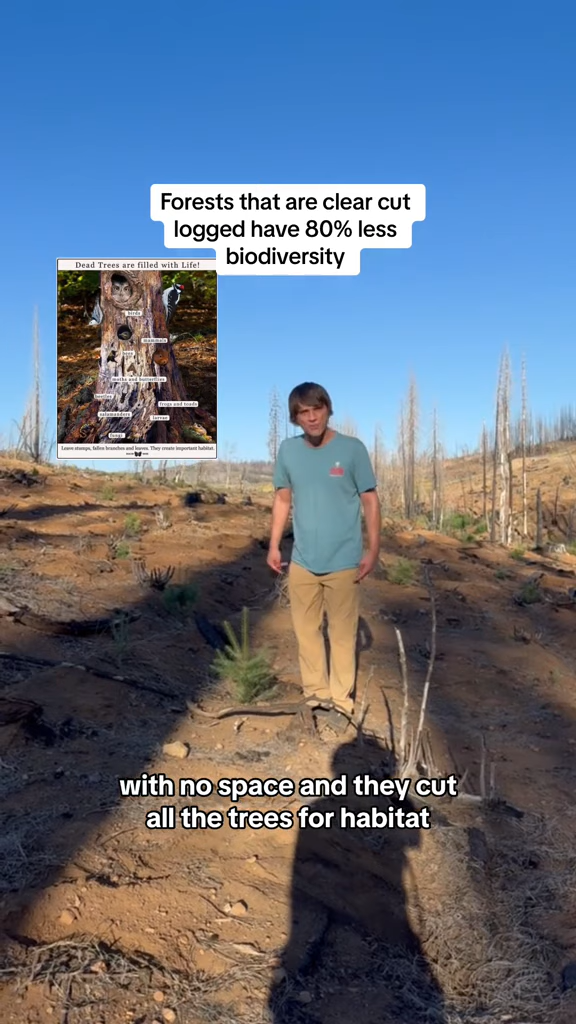 Forests that are clear cut
logged have 80% less
biodiversity
Dead Trees are filled with Life!
birds
mammals
moths and butterflies
beetles
frogs and toads
salamanders
larvae
fungi
Leave stumps, fallen branches and leaves. They create important habitat
with no space and they cut
all the trees for habitat